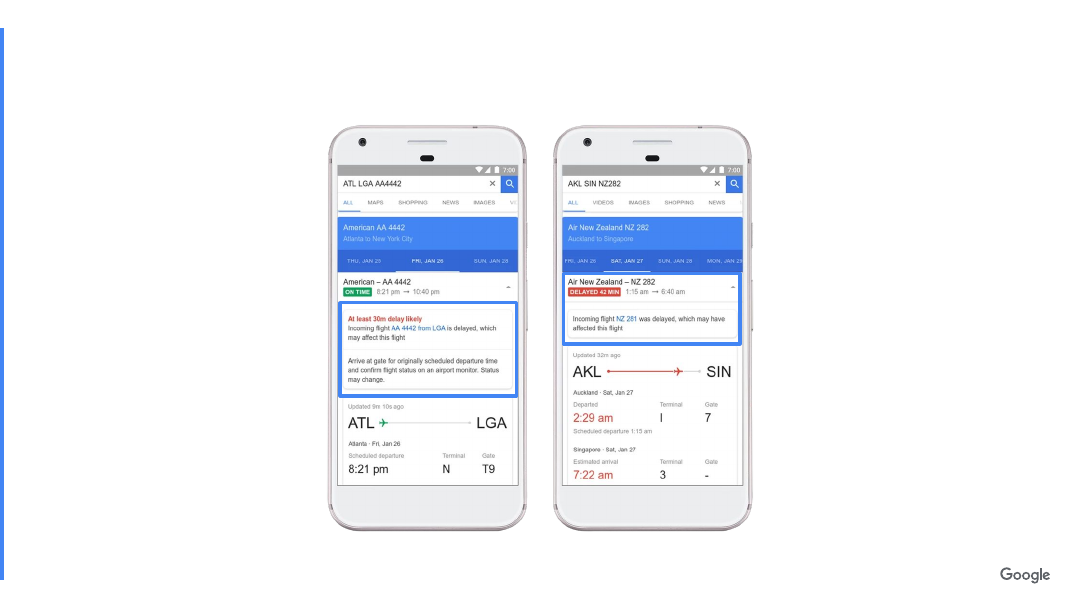 7:00
ATL LGA AA4442
ALL MAPS SHOPPING NEWS IMAGES
American AA 4442
Atlanta to New York City
THU, JAN 25 FRI, JAN 26 SUN, JAN 28
American – AA 4442
ON TIME 8:21 pm → 10:40 pm
At least 30m delay likely
Incoming flight AA 4442 from LGA is delayed, which
may affect this flight
Arrive at gate for originally scheduled departure time
and confirm flight status on an airport monitor. Status
may change.
Updated 9m 10s ago
ATL LGA
Atlanta · Fri, Jan 26
Scheduled departure Terminal Gate
8:21 pm N T9
7:00
AKL SIN NZ282
ALL VIDEOS IMAGES SHOPPING NEWS
Air New Zealand NZ 282
Auckland to Singapore
FRI, JAN 26 SAT, JAN 27 SUN, JAN 28 MON, JAN 29
Air New Zealand – NZ 282
DELAYED 42 MIN 1:15 am → 6:40 am
Incoming flight NZ 281 was delayed, which may have
affected this flight
Updated 32m ago
AKL SIN
Auckland · Sat, Jan 27
Departed Terminal Gate
2:29 am I 7
Scheduled departure 1:15 am
Singapore · Sat, Jan 27
Estimated arrival Terminal Gate
7:22 am 3 -
Google